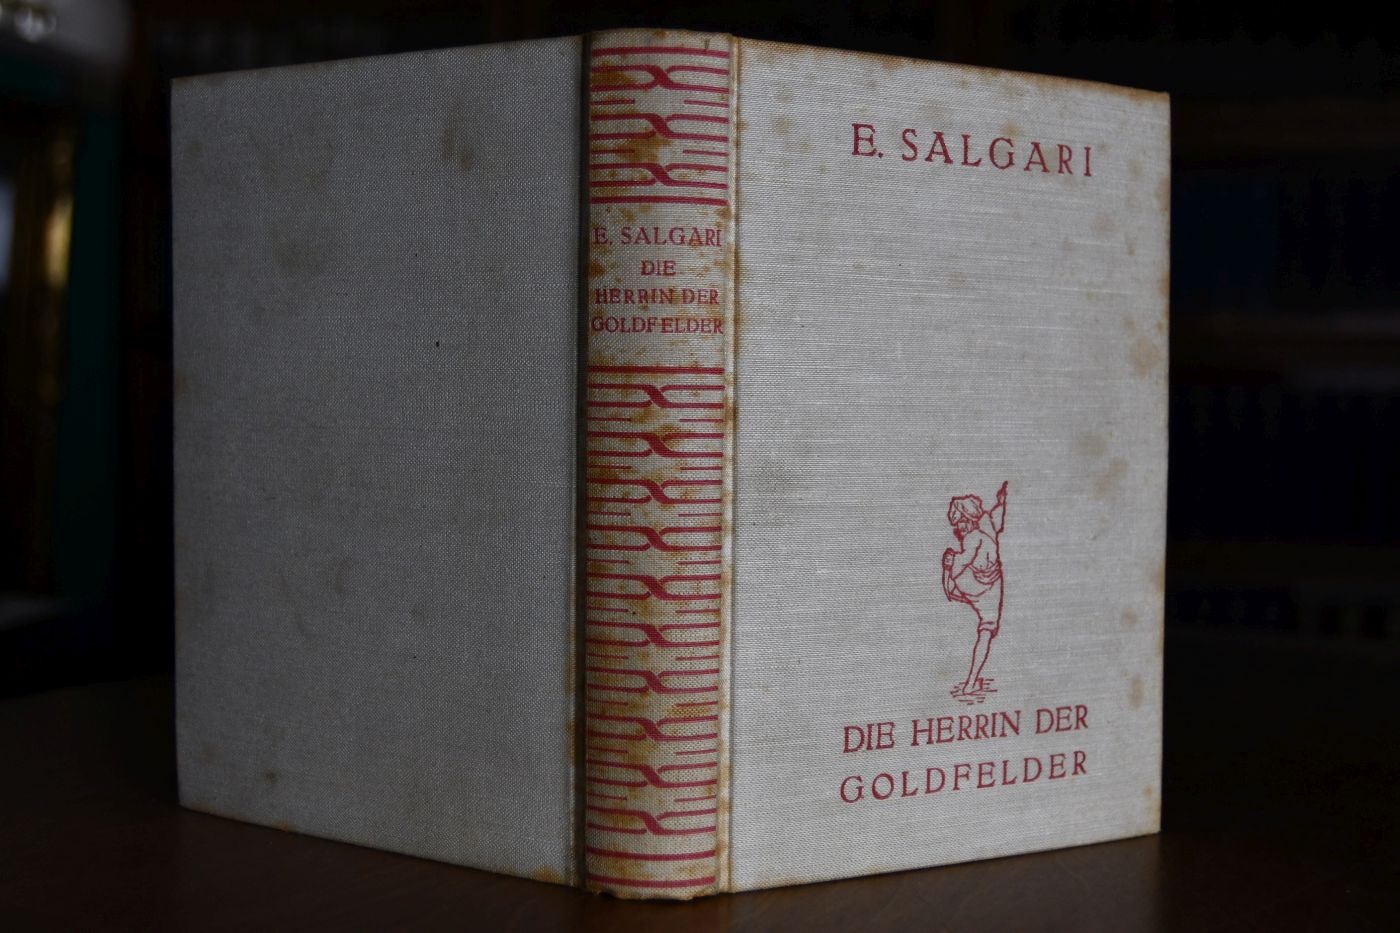 E. SALGARI
DIE
HERRIN DER
GOLDFELDER
E. SALGARI
DIE HERRIN DER
GOLDFELDER